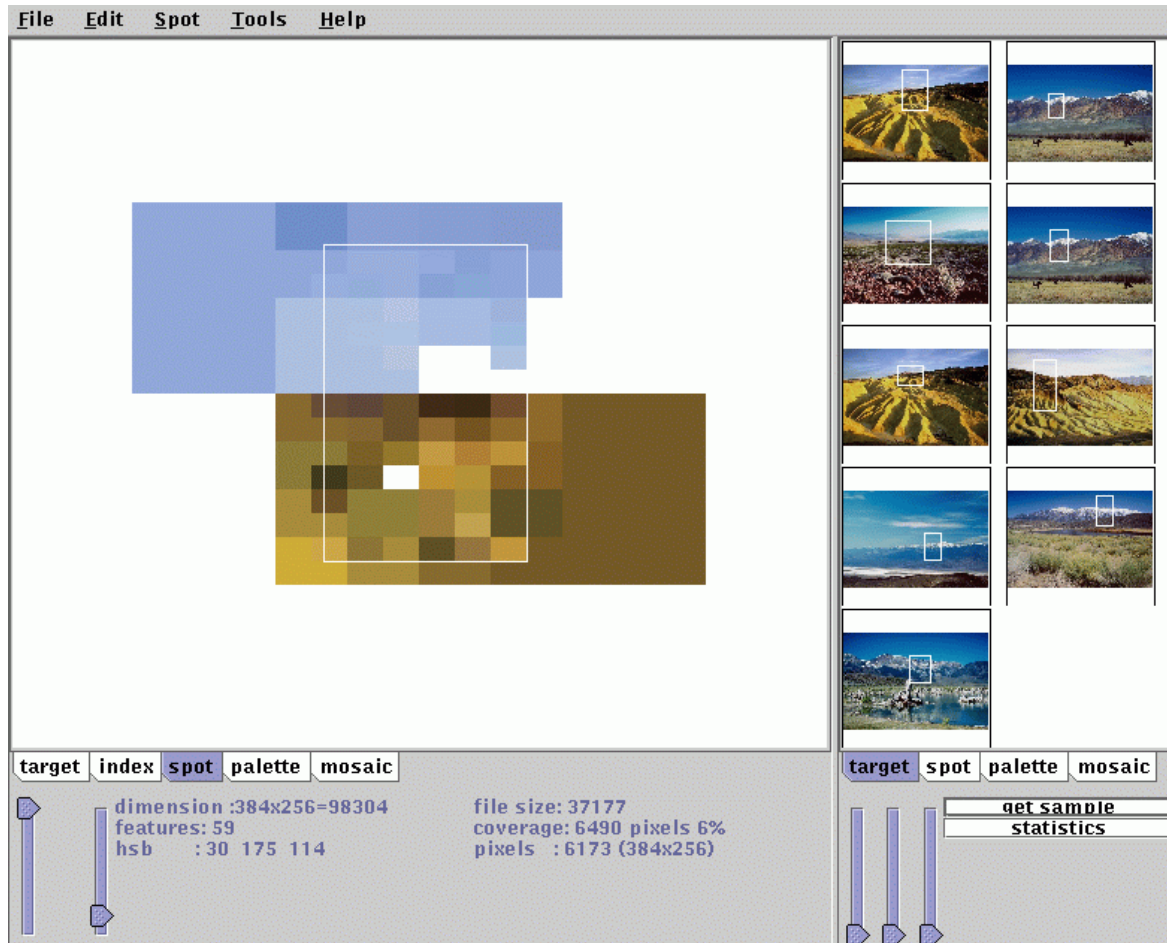 File Edit Spot Tools Help
target index spot palette mosaic
dimension :384x256=98304
features: 59
hsb :30 175 114
file size: 37177
coverage: 6490 pixels 6%
pixels :6173 (384x256)
target spot palette mosaic
get sample
statistics